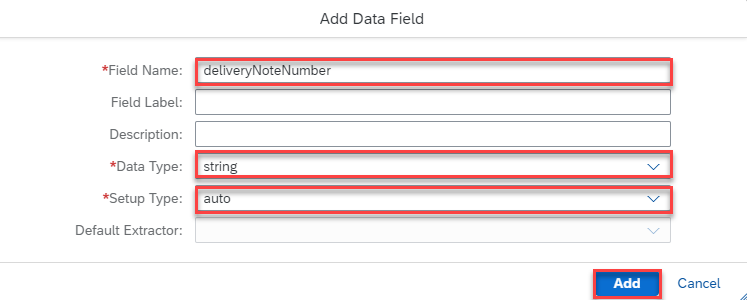 Add Data Field
*Field Name: deliveryNoteNumber
Field Label:
Description:
*Data Type: string
*Setup Type: auto
Default Extractor:
Add Cancel